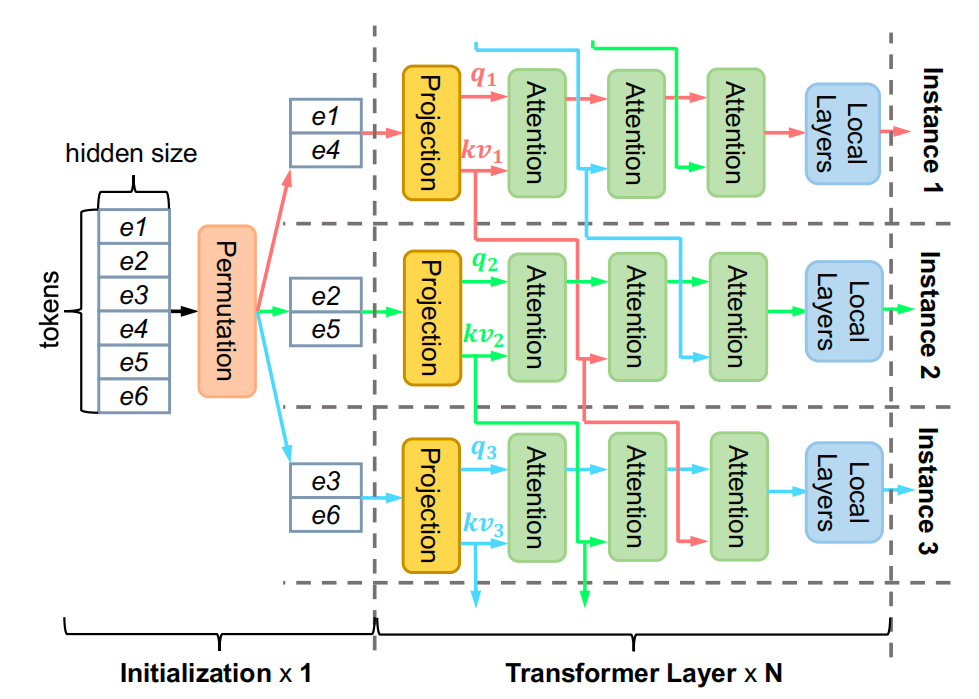 hidden size
tokens
e1
e2
e3
e4
e5
e6
Permutation
e1
e4
e2
e5
e3
e6
Projection
q1
kv1
Attention
Attention
Attention
Local
Layers
Instance 1
Projection
q2
kv2
Attention
Attention
Attention
Local
Layers
Instance 2
Projection
q3
kv3
Attention
Attention
Attention
Local
Layers
Instance 3
Initialization x 1
Transformer Layer x N